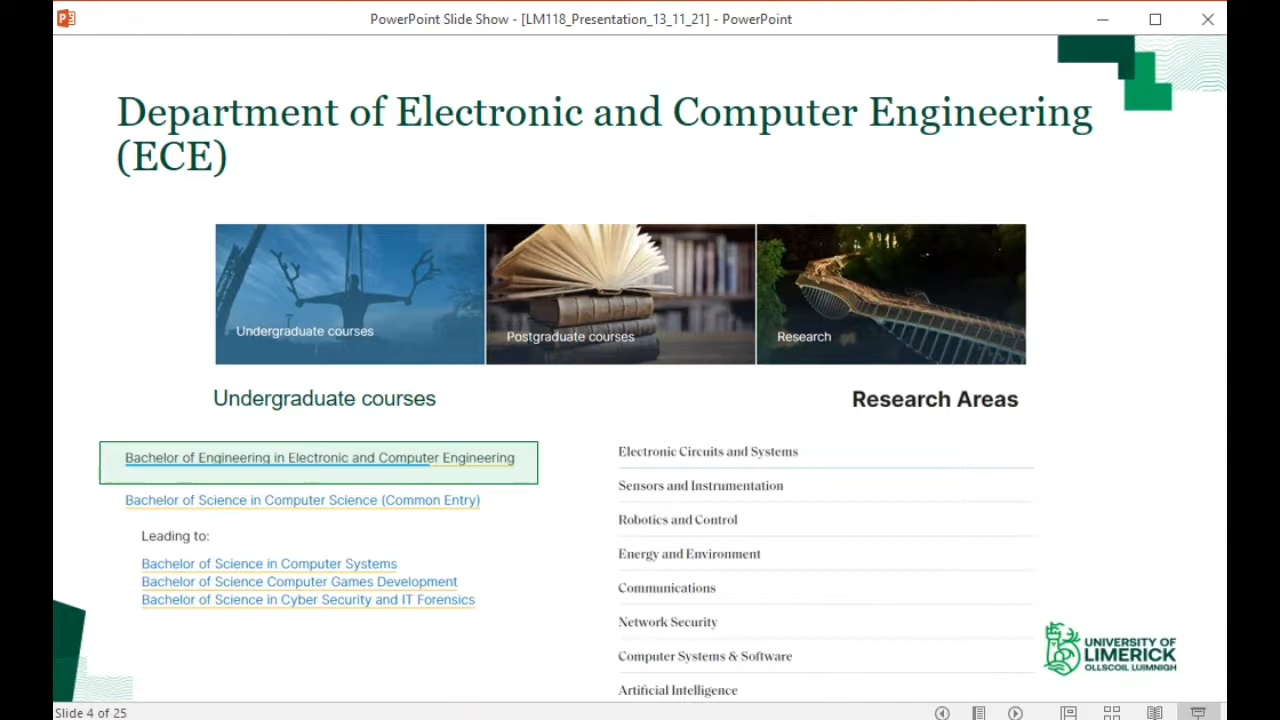 PowerPoint Slide Show - [LM118_Presentation_13_11_21] - PowerPoint
Department of Electronic and Computer Engineering
(ECE)
Undergraduate courses
Postgraduate courses
Research
Undergraduate courses
Bachelor of Engineering in Electronic and Computer Engineering
Bachelor of Science in Computer Science (Common Entry)
Leading to:
Bachelor of Science in Computer Systems
Bachelor of Science Computer Games Development
Bachelor of Science in Cyber Security and IT Forensics
Research Areas
Electronic Circuits and Systems
Sensors and Instrumentation
Robotics and Control
Energy and Environment
Communications
Network Security
Computer Systems & Software
Artificial Intelligence
UNIVERSITY OF
LIMERICK
OLLSCOIL LUIMNIGH
Slide 4 of 25